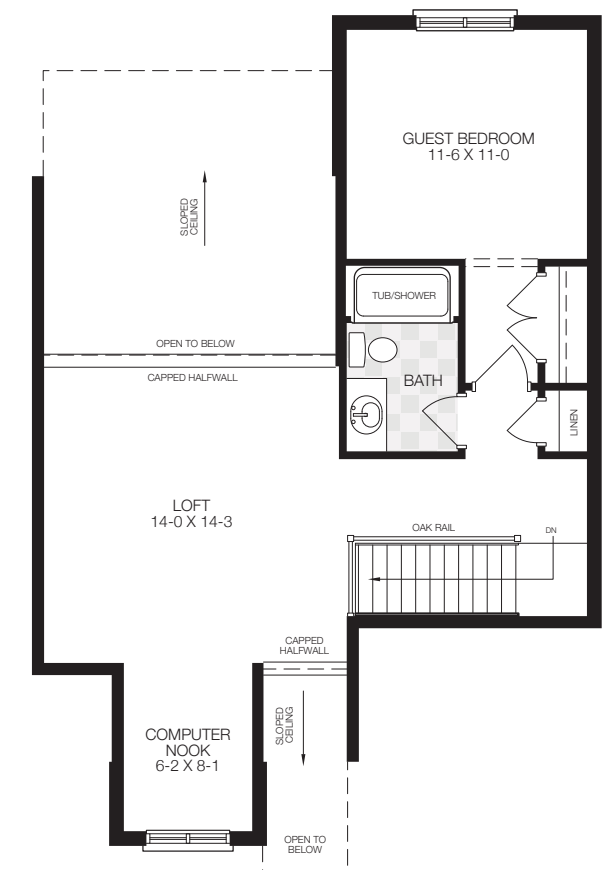 GUEST BEDROOM
11-6 X 11-0
SLOPED
CEILING
TUB/SHOWER
OPEN TO BELOW
CAPPED HALFWALL
BATH
LINEN
LOFT
14-0 X 14-3
OAK RAIL
DN
CAPPED
HALFWALL
SLOPED
CEILING
COMPUTER
NOOK
6-2 X 8-1
OPEN TO
BELOW